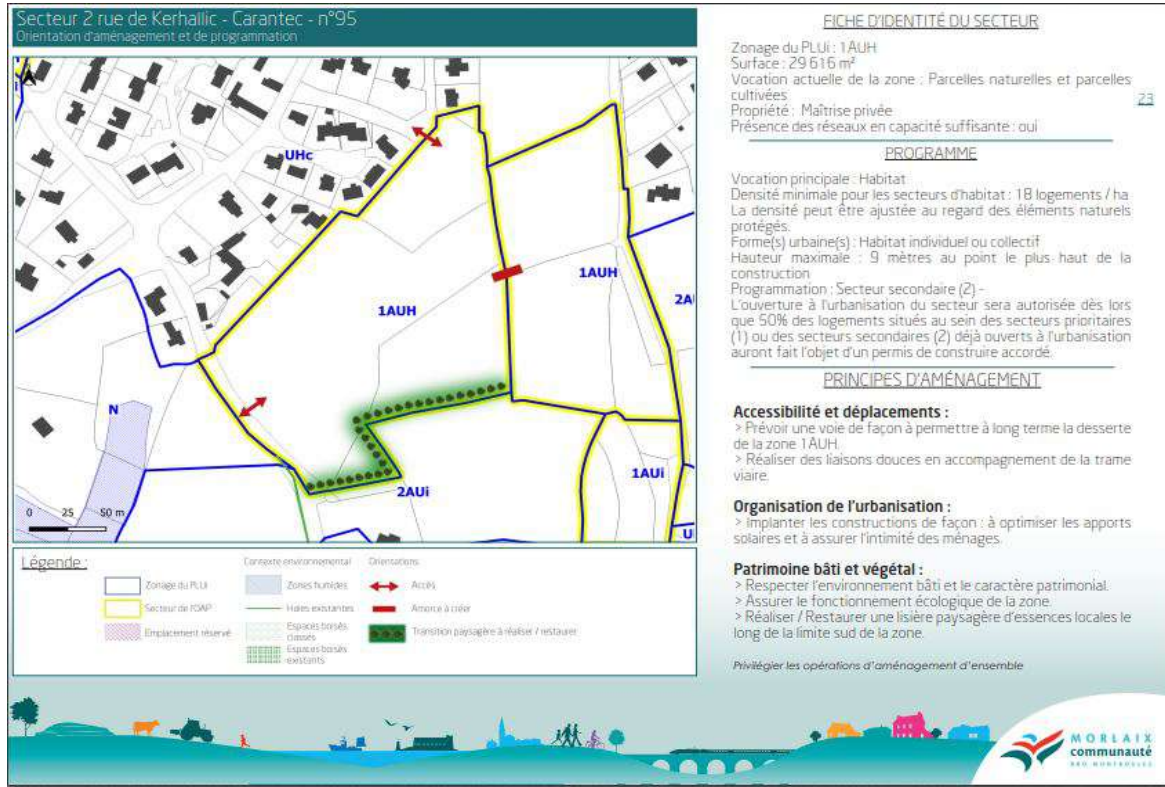 Secteur 2 rue de Kerhallic - Carantec - n°95
Orientation d'aménagement et de programmation
UHc
1AUH
1AUH
2AU
N
1AUi
2AUi
U
0 25 50 m
Légende :
Zonage du PLUi
Secteur de l'OAP
Emplacement réservé
Contexte environnemental
Zones humides
Haies existantes
Espaces boisés
classés
Espaces boisés
existants
Orientations
Accès
Amorce à créer
Transition paysagère à réaliser / restaurer
FICHE D'IDENTITÉ DU SECTEUR
Zonage du PLUi : 1AUH
Surface : 29 616 m²
Vocation actuelle de la zone : Parcelles naturelles et parcelles
cultivées
Propriété : Maîtrise privée
Présence des réseaux en capacité suffisante : oui
23
PROGRAMME
Vocation principale : Habitat
Densité minimale pour les secteurs d'habitat : 18 logements / ha
La densité peut être ajustée au regard des éléments naturels
protégés.
Forme(s) urbaine(s) : Habitat individuel ou collectif
Hauteur maximale : 9 mètres au point le plus haut de la
construction
Programmation : Secteur secondaire (2) -
L'ouverture à l'urbanisation du secteur sera autorisée dès lors
que 50% des logements situés au sein des secteurs prioritaires
(1) ou des secteurs secondaires (2) déjà ouverts à l'urbanisation
auront fait l'objet d'un permis de construire accordé.
PRINCIPES D'AMÉNAGEMENT
Accessibilité et déplacements :
> Prévoir une voie de façon à permettre à long terme la desserte
de la zone 1AUH.
> Réaliser des liaisons douces en accompagnement de la trame
viaire.
Organisation de l'urbanisation :
> Implanter les constructions de façon : à optimiser les apports
solaires et à assurer l'intimité des ménages.
Patrimoine bâti et végétal :
> Respecter l'environnement bâti et le caractère patrimonial.
> Assurer le fonctionnement écologique de la zone.
> Réaliser / Restaurer une lisière paysagère d'essences locales le
long de la limite sud de la zone.
Privilégier les opérations d'aménagement d'ensemble
MORLAIX
communauté
BRO MONTROULEZ